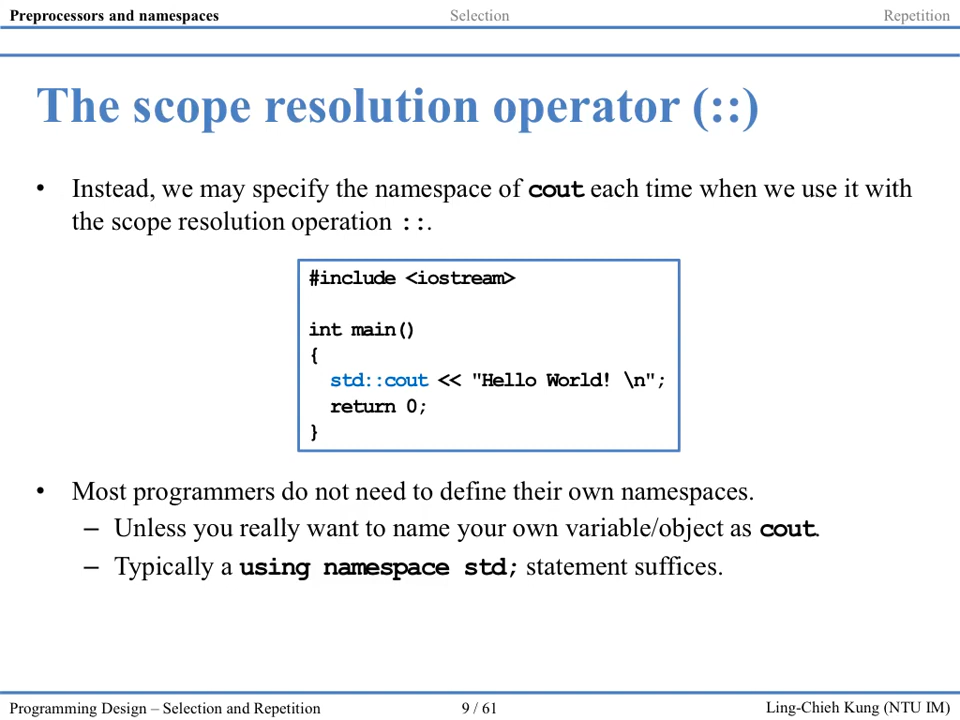 Preprocessors and namespaces Selection Repetition
The scope resolution operator (::)
• Instead, we may specify the namespace of cout each time when we use it with
the scope resolution operation ::.
#include <iostream>
int main()
{
std::cout << "Hello World! \n";
return 0;
}
• Most programmers do not need to define their own namespaces.
– Unless you really want to name your own variable/object as cout.
– Typically a using namespace std; statement suffices.
Programming Design – Selection and Repetition 9 / 61 Ling-Chieh Kung (NTU IM)